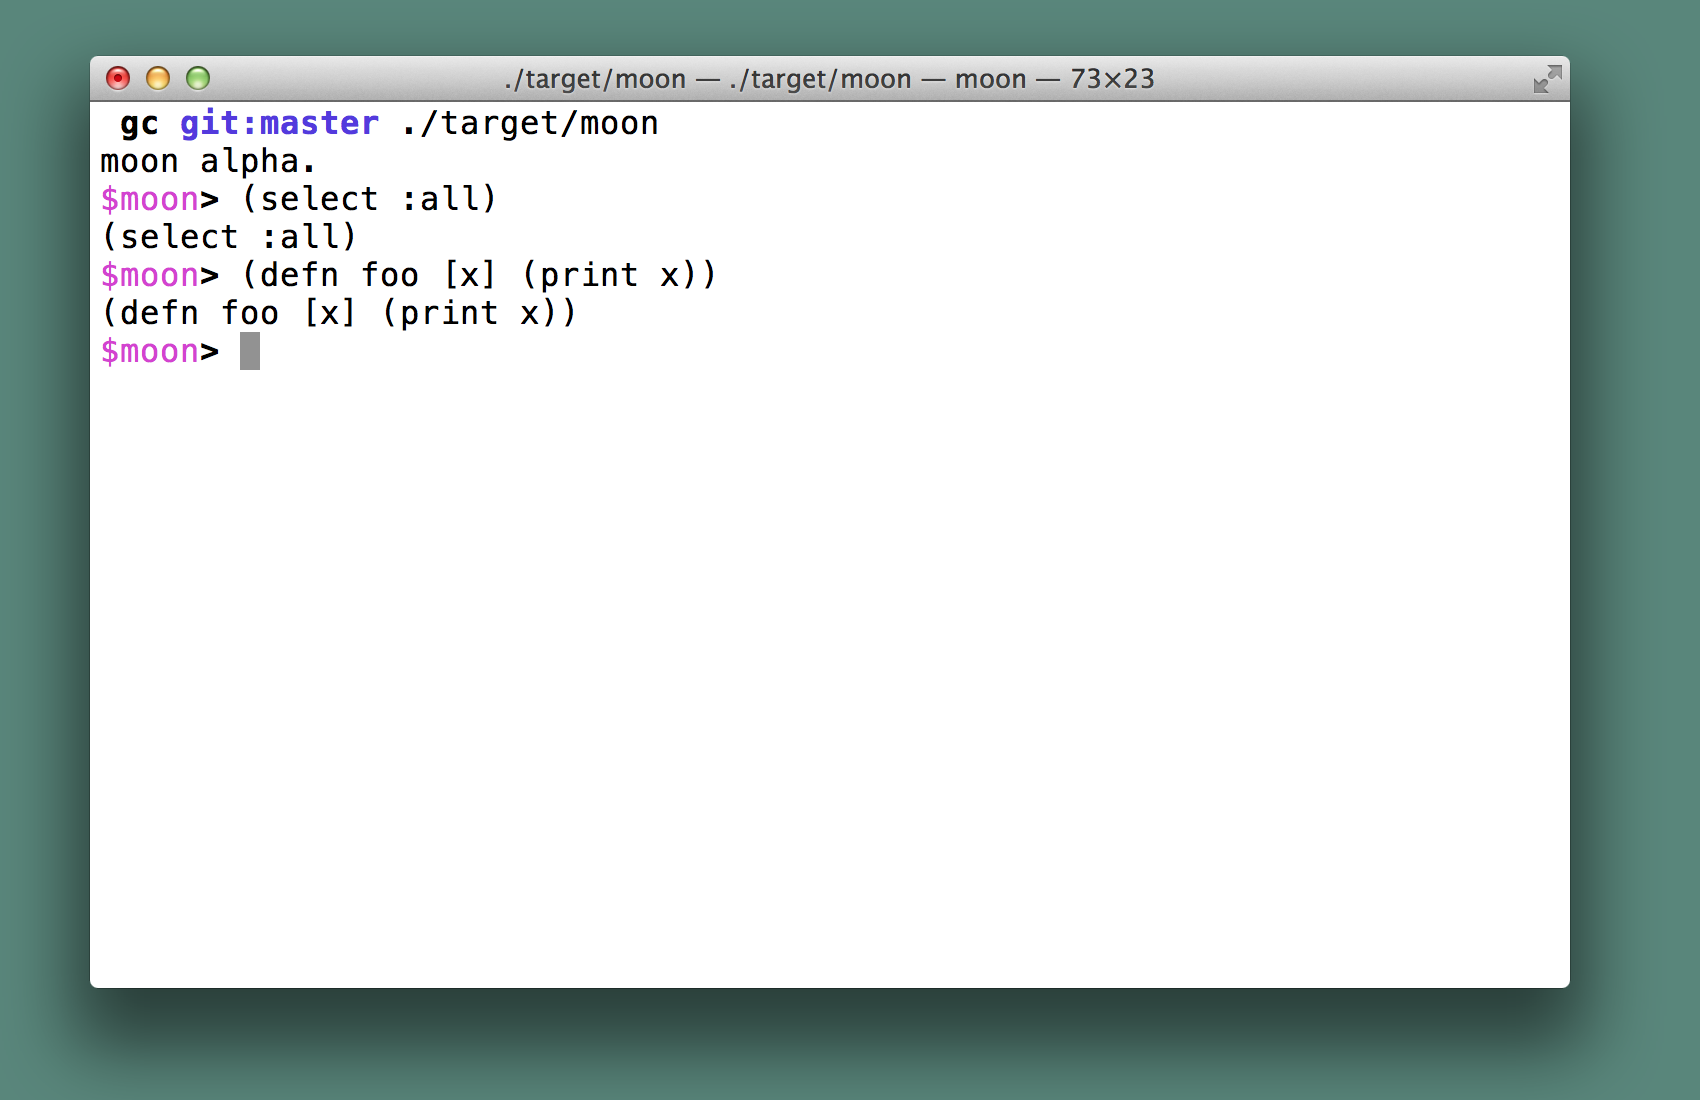 ./target/moon — ./target/moon — moon — 73×23
gc git:master ./target/moon
moon alpha.
$moon> (select :all)
(select :all)
$moon> (defn foo [x] (print x))
(defn foo [x] (print x))
$moon>